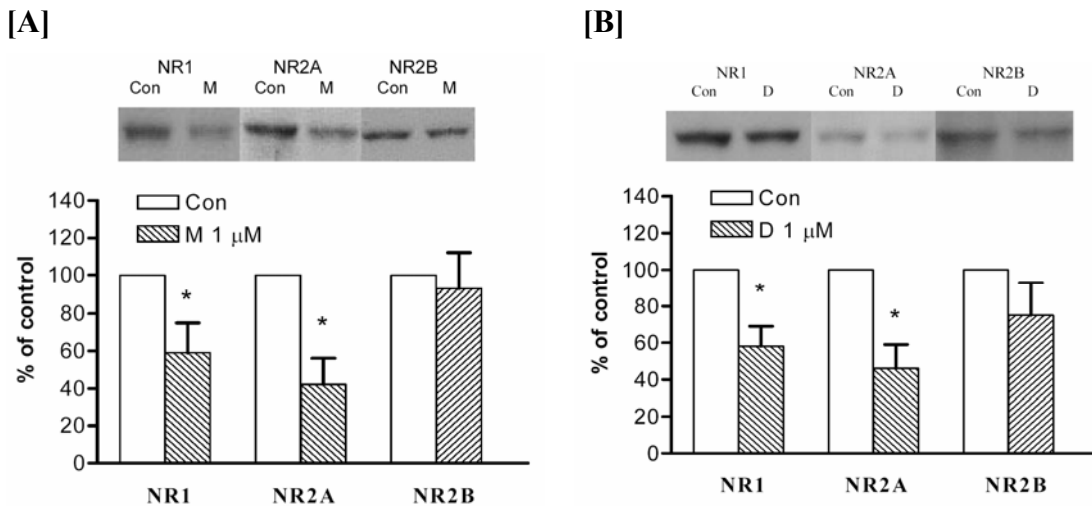 [A]
NR1 NR2A NR2B
Con M Con M Con M
140
120
100
80
60
40
20
0
% of control
Con
M 1 µM
* *
NR1 NR2A NR2B
[B]
NR1 NR2A NR2B
Con D Con D Con D
140
120
100
80
60
40
20
0
% of control
Con
D 1 µM
* *
NR1 NR2A NR2B